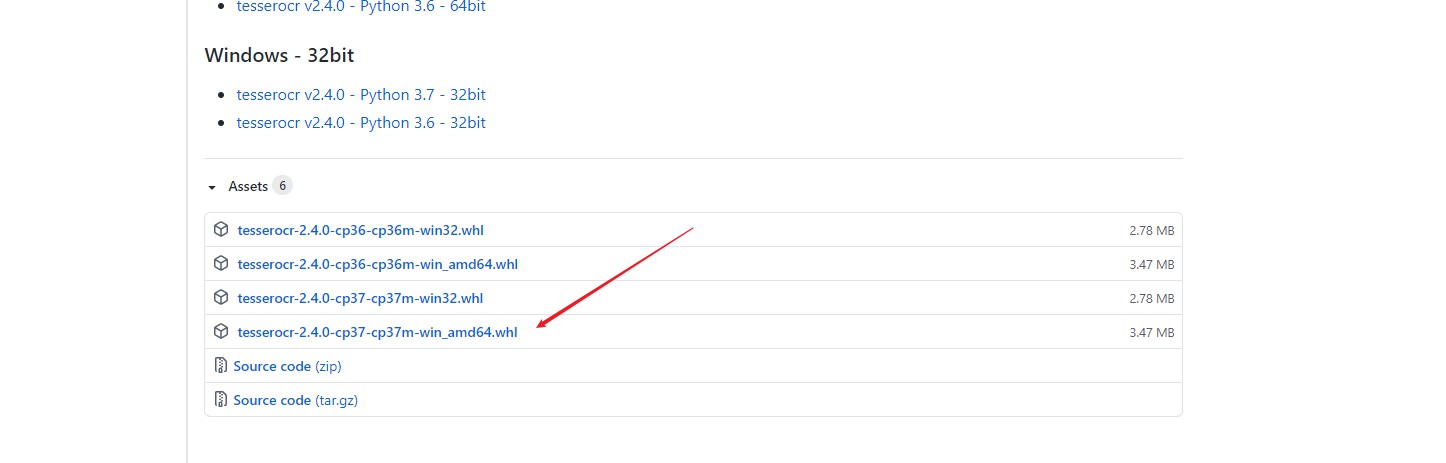 tesserocr v2.4.0 - Python 3.6 - 64bit
Windows - 32bit
tesserocr v2.4.0 - Python 3.7 - 32bit
tesserocr v2.4.0 - Python 3.6 - 32bit
Assets 6
tesserocr-2.4.0-cp36-cp36m-win32.whl 2.78 MB
tesserocr-2.4.0-cp36-cp36m-win_amd64.whl 3.47 MB
tesserocr-2.4.0-cp37-cp37m-win32.whl 2.78 MB
tesserocr-2.4.0-cp37-cp37m-win_amd64.whl 3.47 MB
Source code (zip)
Source code (tar.gz)